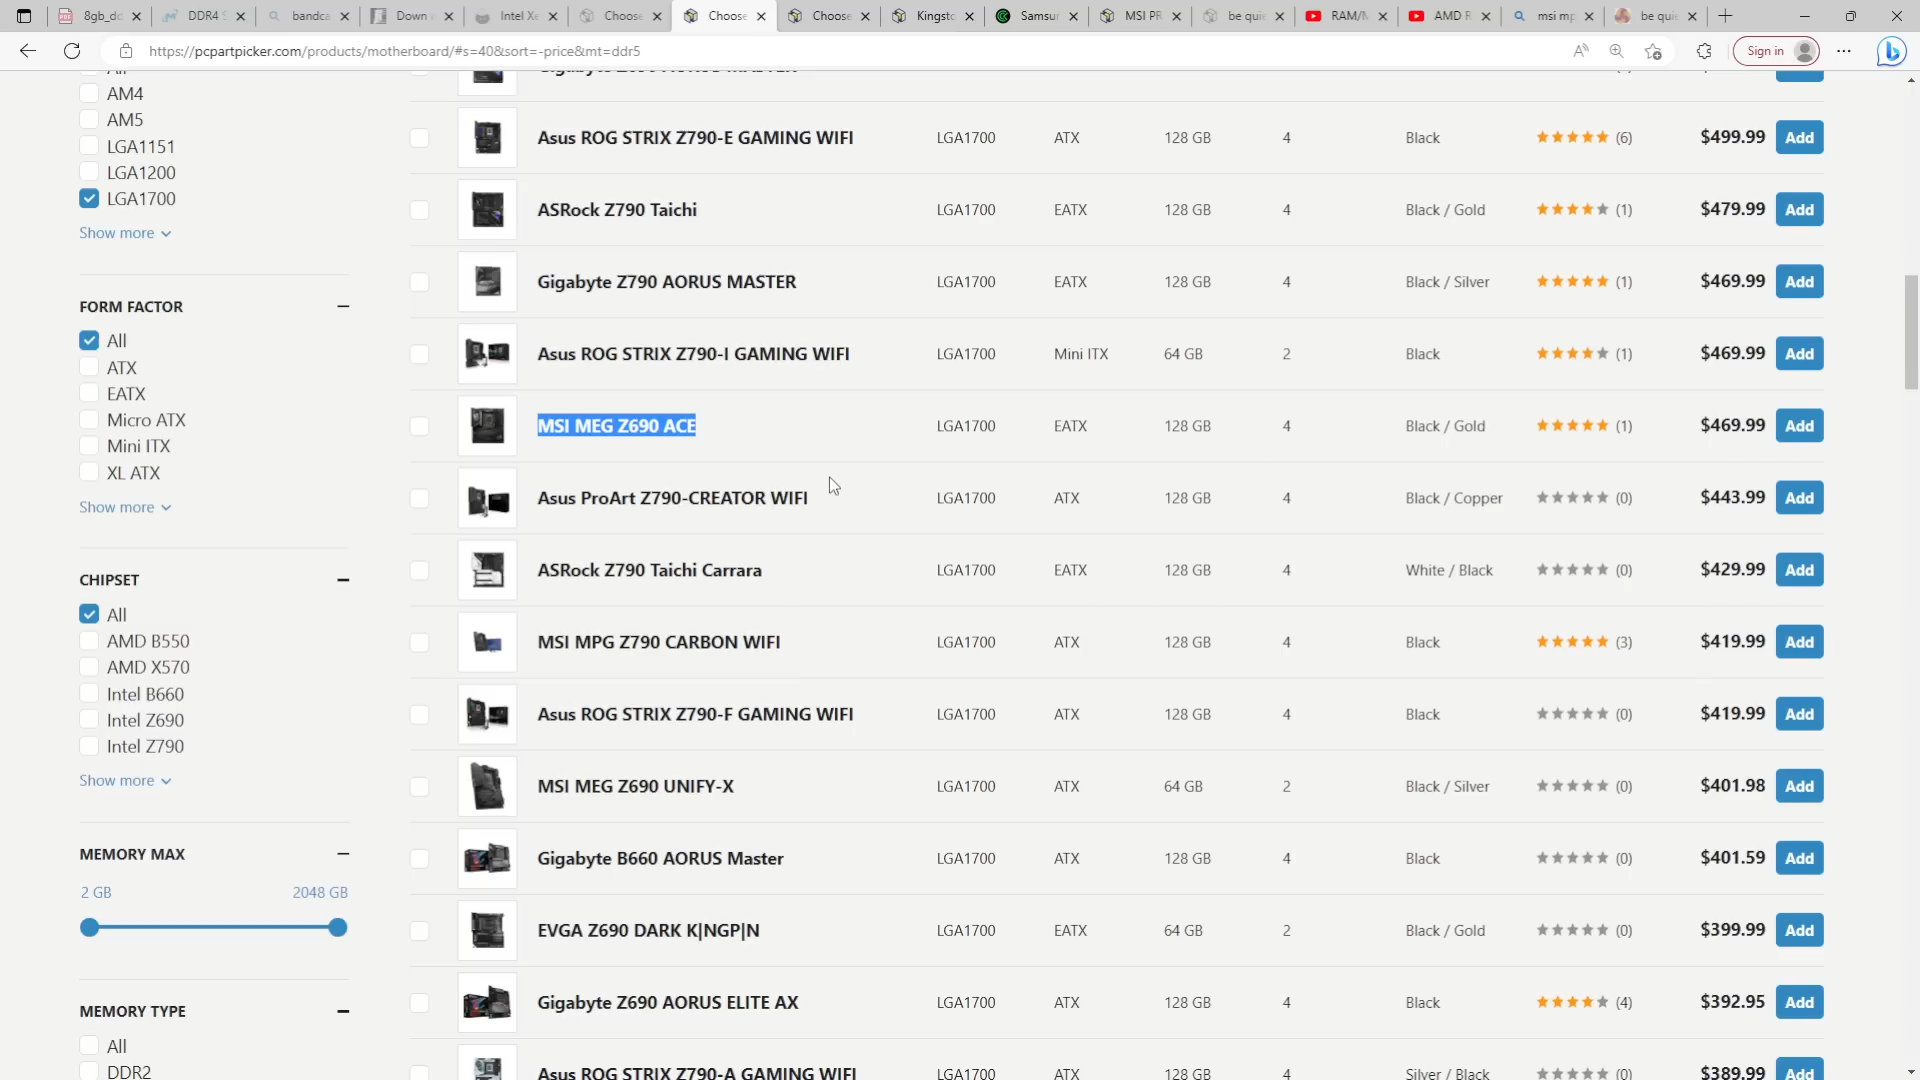 8gb_dc
DDR4 S
bandca
Down
Intel Xe
Choose
Choose
Choose
Kingsto
Samsu
MSI PR
be quie
RAM/M
AMD R
msi mp
be quie
https://pcpartpicker.com/products/motherboard/#s=40&sort=-price&mt=ddr5
Sign in
All
AM4
AM5
LGA1151
LGA1200
LGA1700
Show more
FORM FACTOR
All
ATX
EATX
Micro ATX
Mini ITX
XL ATX
Show more
CHIPSET
All
AMD B550
AMD X570
Intel B660
Intel Z690
Intel Z790
Show more
MEMORY MAX
2 GB 2048 GB
MEMORY TYPE
All
DDR2
Asus ROG STRIX Z790-E GAMING WIFI LGA1700 ATX 128 GB 4 Black (6) $499.99 Add
ASRock Z790 Taichi LGA1700 EATX 128 GB 4 Black / Gold (1) $479.99 Add
Gigabyte Z790 AORUS MASTER LGA1700 EATX 128 GB 4 Black / Silver (1) $469.99 Add
Asus ROG STRIX Z790-I GAMING WIFI LGA1700 Mini ITX 64 GB 2 Black (1) $469.99 Add
MSI MEG Z690 ACE LGA1700 EATX 128 GB 4 Black / Gold (1) $469.99 Add
Asus ProArt Z790-CREATOR WIFI LGA1700 ATX 128 GB 4 Black / Copper (0) $443.99 Add
ASRock Z790 Taichi Carrara LGA1700 EATX 128 GB 4 White / Black (0) $429.99 Add
MSI MPG Z790 CARBON WIFI LGA1700 ATX 128 GB 4 Black (3) $419.99 Add
Asus ROG STRIX Z790-F GAMING WIFI LGA1700 ATX 128 GB 4 Black (0) $419.99 Add
MSI MEG Z690 UNIFY-X LGA1700 ATX 64 GB 2 Black / Silver (0) $401.98 Add
Gigabyte B660 AORUS Master LGA1700 ATX 128 GB 4 Black (0) $401.59 Add
EVGA Z690 DARK K|NGP|N LGA1700 EATX 64 GB 2 Black / Gold (0) $399.99 Add
Gigabyte Z690 AORUS ELITE AX LGA1700 ATX 128 GB 4 Black (4) $392.95 Add
Asus ROG STRIX Z790-A GAMING WIFI LGA1700 ATX 128 GB 4 Silver / Black (0) $389.99 Add